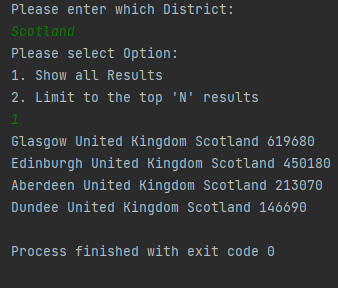 Please enter which District:
Scotland
Please select Option:
1. Show all Results
2. Limit to the top 'N' results
1
Glasgow United Kingdom Scotland 619680
Edinburgh United Kingdom Scotland 450180
Aberdeen United Kingdom Scotland 213070
Dundee United Kingdom Scotland 146690
Process finished with exit code 0